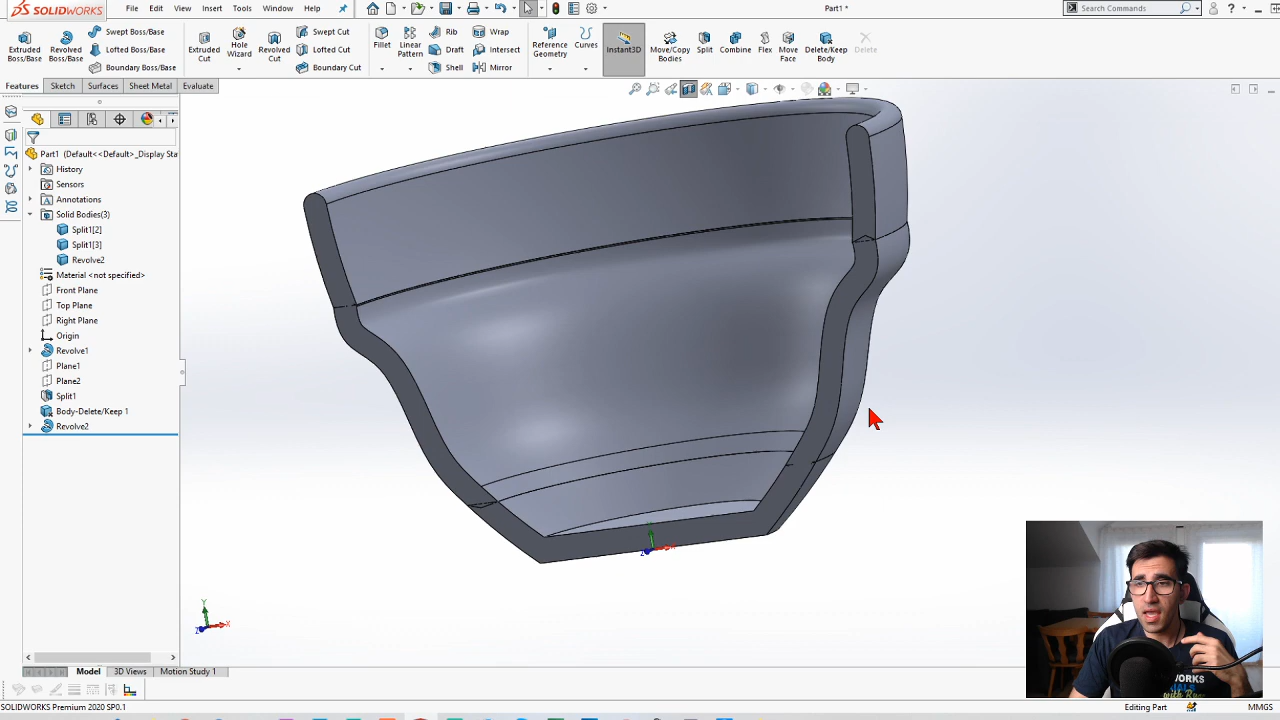 SOLIDWORKS
File
Edit
View
Insert
Tools
Window
Help
Part1 *
Search Commands
Extruded Boss/Base
Revolved Boss/Base
Swept Boss/Base
Lofted Boss/Base
Boundary Boss/Base
Extruded Cut
Hole Wizard
Revolved Cut
Swept Cut
Lofted Cut
Boundary Cut
Fillet
Linear Pattern
Rib
Draft
Shell
Wrap
Intersect
Mirror
Reference Geometry
Curves
Instant3D
Move/Copy Bodies
Split
Combine
Flex
Move Face
Delete/Keep Body
Delete
Features
Sketch
Surfaces
Sheet Metal
Evaluate
Part1 (Default<<Default>_Display Sta
History
Sensors
Annotations
Solid Bodies(3)
Split1[2]
Split1[3]
Revolve2
Material <not specified>
Front Plane
Top Plane
Right Plane
Origin
Revolve1
Plane1
Plane2
Split1
Body-Delete/Keep 1
Revolve2
Y
X
Z
Y
X
Z
WORKS
IALS
with
Model
3D Views
Motion Study 1
SOLIDWORKS Premium 2020 SP0.1
Editing Part
MMGS